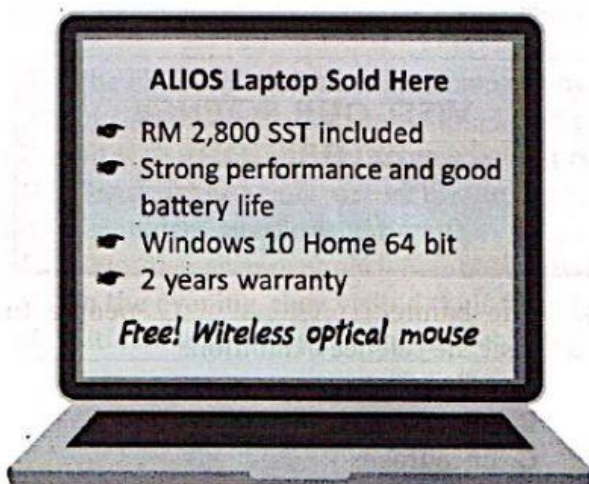 ALIOS Laptop Sold Here
RM 2,800 SST included
Strong performance and good
battery life
Windows 10 Home 64 bit
2 years warranty
Free! Wireless optical mouse